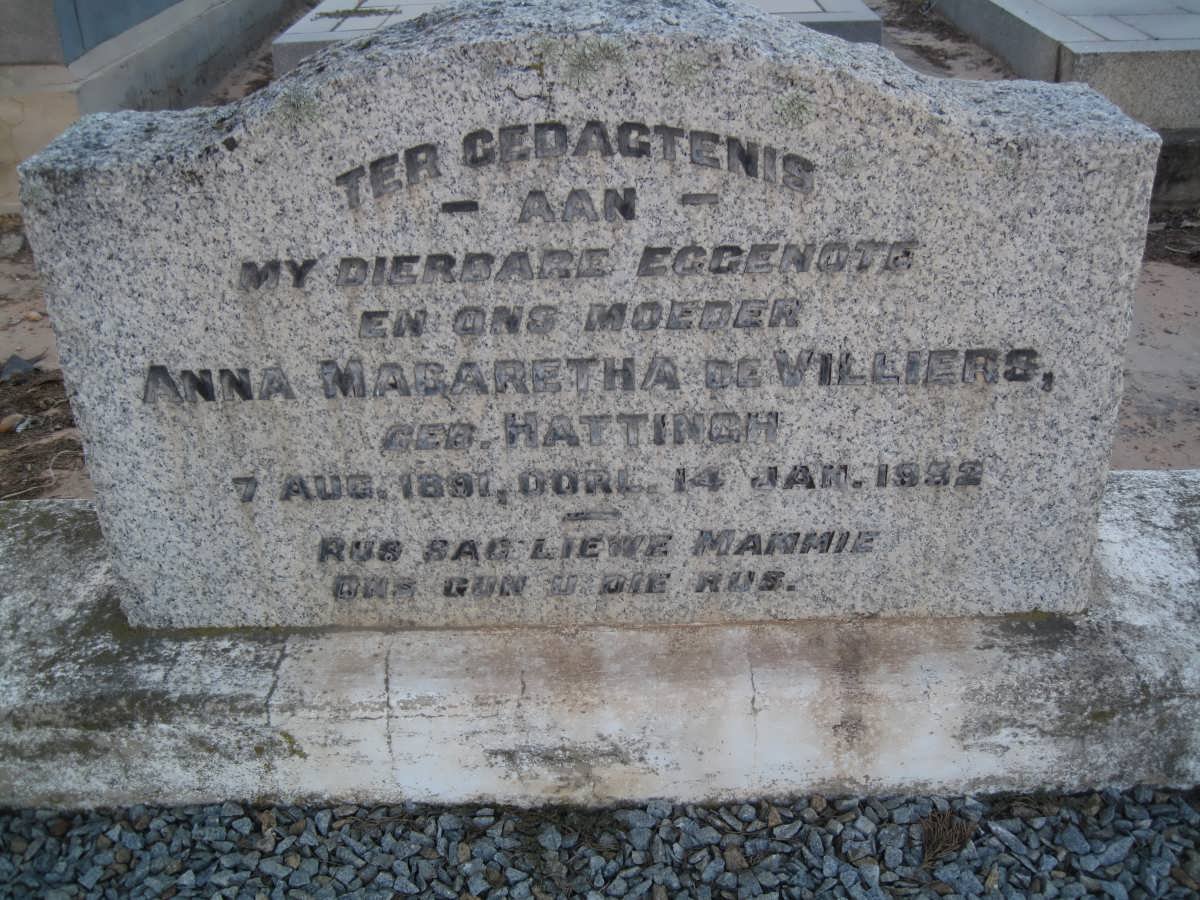 TER GEDAGTENIS
- AAN -
MY DIERBARE EGGENOTE
EN ONS MOEDER
ANNA MAGARETHA DE VILLIERS,
GEB. HATTINGH
7 AUG. 1891, OORL. 14 JAN. 1952
RUS SAG LIEWE MAMMIE
ONS GUN U DIE RUS.